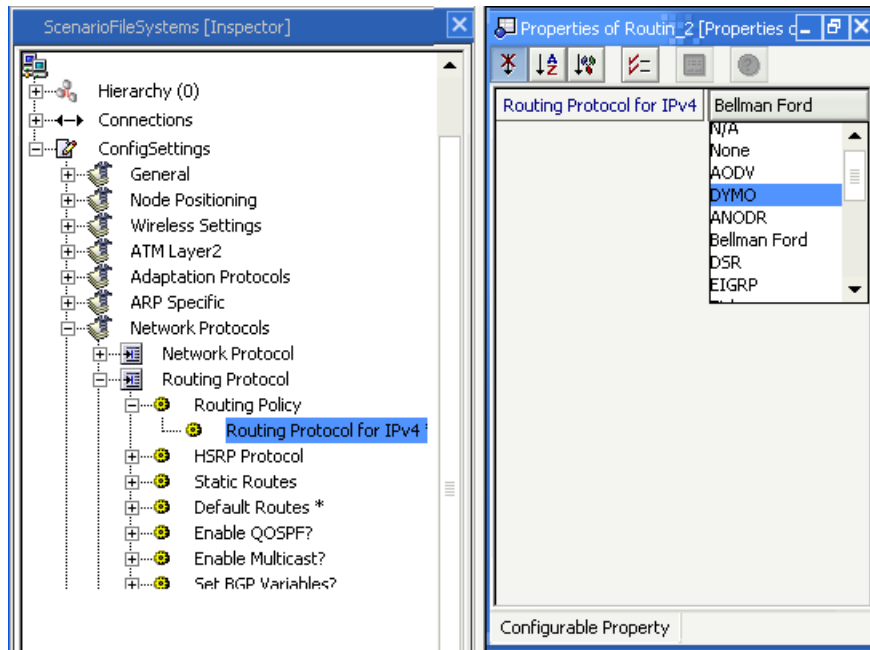 ScenarioFileSystems [Inspector]
Hierarchy (0)
Connections
ConfigSettings
General
Node Positioning
Wireless Settings
ATM Layer2
Adaptation Protocols
ARP Specific
Network Protocols
Network Protocol
Routing Protocol
Routing Policy
Routing Protocol for IPv4 *
HSRP Protocol
Static Routes
Default Routes *
Enable QOSPF?
Enable Multicast?
Set BGP Variables?
Properties of Routin_2 [Properties
Routing Protocol for IPv4 Bellman Ford
N/A
None
AODV
DYMO
ANODR
Bellman Ford
DSR
EIGRP
Configurable Property